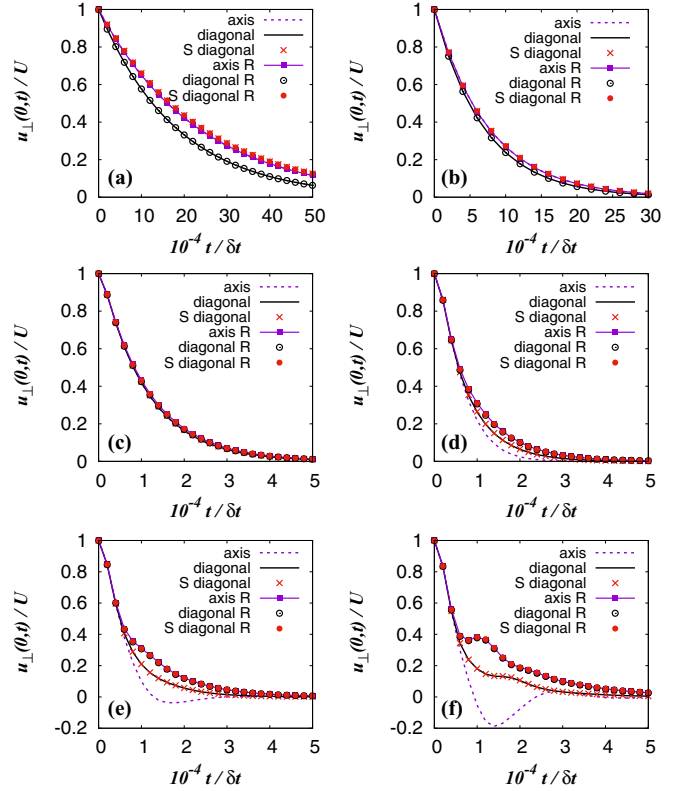 1
0.8
0.6
0.4
0.2
0
u⊥(0,t) / U
axis
diagonal
S diagonal
axis R
diagonal R
S diagonal R
(a)
0 10 20 30 40 50
10⁻⁴ t / δt
1
0.8
0.6
0.4
0.2
0
u⊥(0,t) / U
axis
diagonal
S diagonal
axis R
diagonal R
S diagonal R
(b)
0 5 10 15 20 25 30
10⁻⁴ t / δt
1
0.8
0.6
0.4
0.2
0
u⊥(0,t) / U
axis
diagonal
S diagonal
axis R
diagonal R
S diagonal R
(c)
0 1 2 3 4 5
10⁻⁴ t / δt
1
0.8
0.6
0.4
0.2
0
u⊥(0,t) / U
axis
diagonal
S diagonal
axis R
diagonal R
S diagonal R
(d)
0 1 2 3 4 5
10⁻⁴ t / δt
1
0.8
0.6
0.4
0.2
0
-0.2
u⊥(0,t) / U
axis
diagonal
S diagonal
axis R
diagonal R
S diagonal R
(e)
0 1 2 3 4 5
10⁻⁴ t / δt
1
0.8
0.6
0.4
0.2
0
-0.2
u⊥(0,t) / U
axis
diagonal
S diagonal
axis R
diagonal R
S diagonal R
(f)
0 1 2 3 4 5
10⁻⁴ t / δt